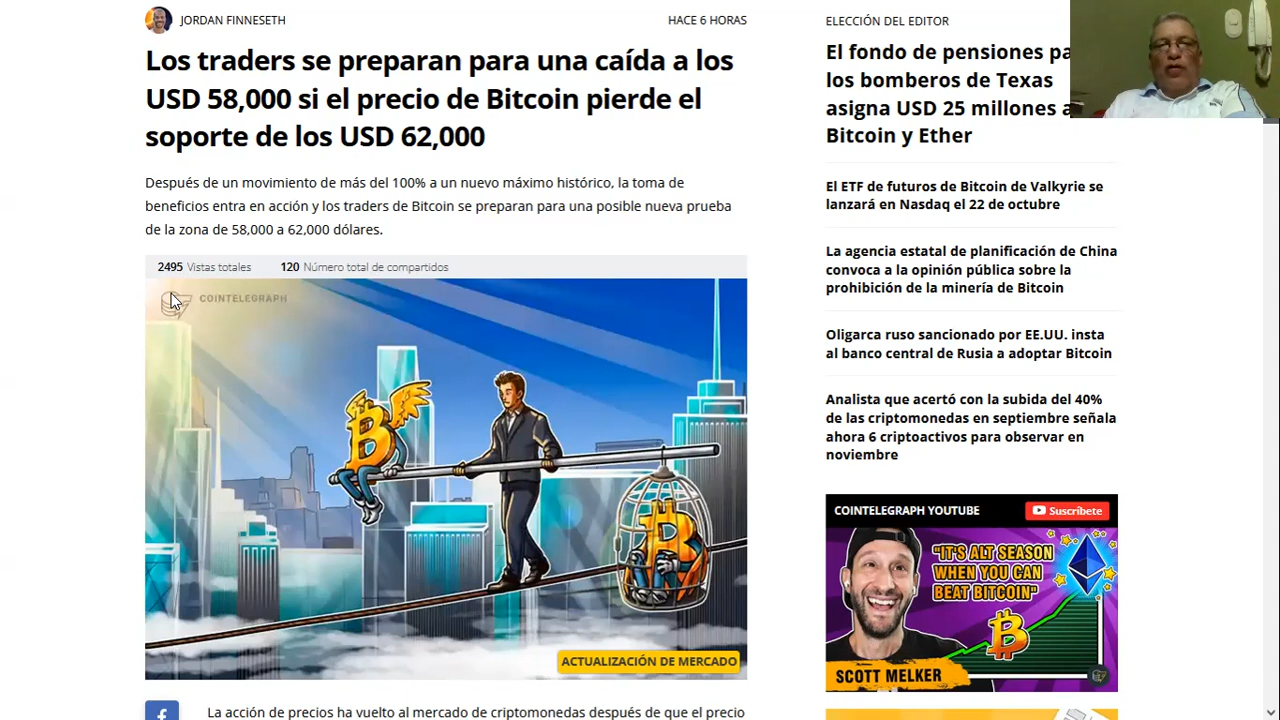 JORDAN FINNESETH
HACE 6 HORAS
Los traders se preparan para una caída a los
USD 58,000 si el precio de Bitcoin pierde el
soporte de los USD 62,000
Después de un movimiento de más del 100% a un nuevo máximo histórico, la toma de
beneficios entra en acción y los traders de Bitcoin se preparan para una posible nueva prueba
de la zona de 58,000 a 62,000 dólares.
2495 Vistas totales
120 Número total de compartidos
COINTELEGRAPH
ACTUALIZACIÓN DE MERCADO
La acción de precios ha vuelto al mercado de criptomonedas después de que el precio
ELECCIÓN DEL EDITOR
El fondo de pensiones
los bomberos de Texas
asigna USD 25 millones
Bitcoin y Ether
El ETF de futuros de Bitcoin de Valkyrie se
lanzará en Nasdaq el 22 de octubre
La agencia estatal de planificación de China
convoca a la opinión pública sobre la
prohibición de la minería de Bitcoin
Oligarca ruso sancionado por EE.UU. insta
al banco central de Rusia a adoptar Bitcoin
Analista que acertó con la subida del 40%
de las criptomonedas en septiembre señala
ahora 6 criptoactivos para observar en
noviembre
COINTELEGRAPH YOUTUBE
Suscríbete
"IT'S ALT SEASON
WHEN YOU CAN
BEAT BITCOIN"
SCOTT MELKER